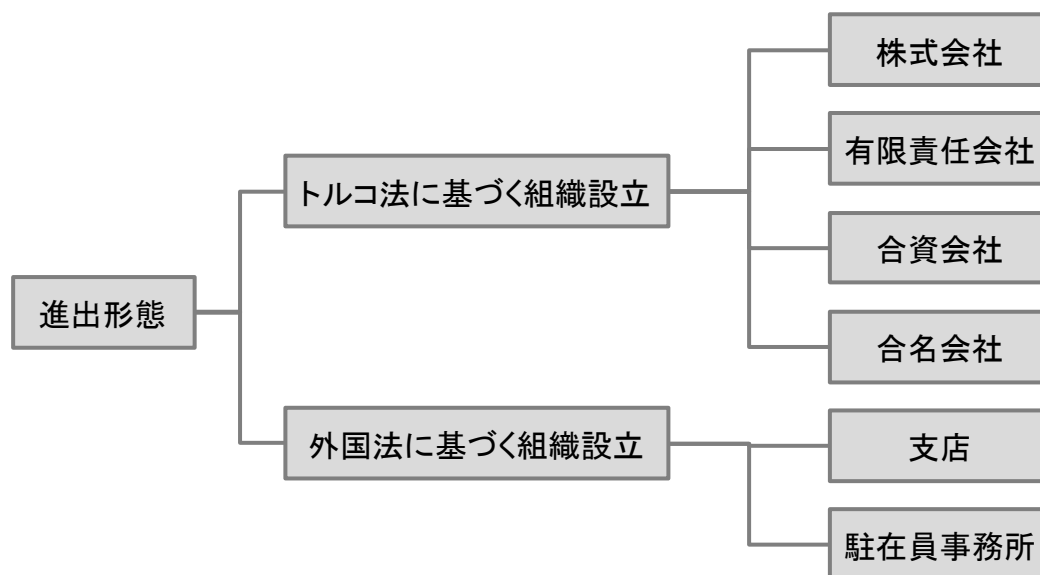 進出形態
トルコ法に基づく組織設立
株式会社
有限責任会社
合資会社
合名会社
外国法に基づく組織設立
支店
駐在員事務所